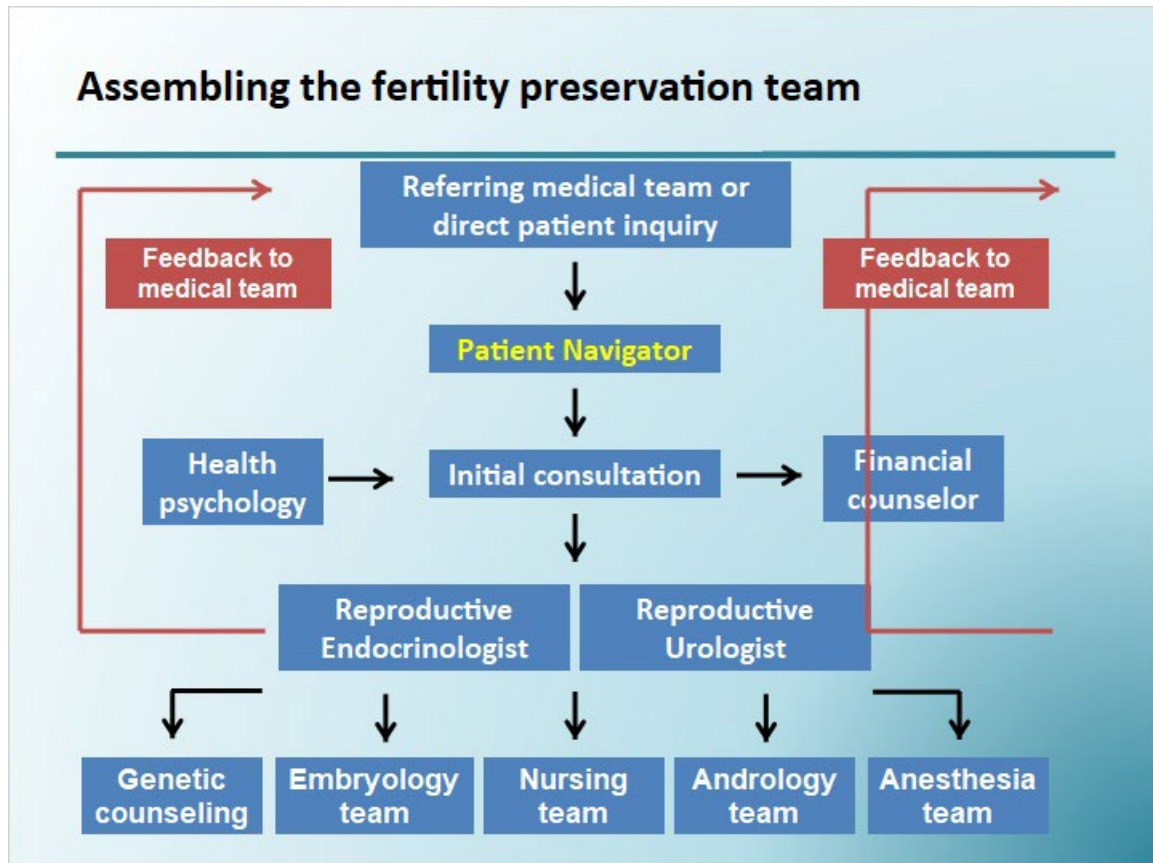 Assembling the fertility preservation team
Referring medical team or
direct patient inquiry
Feedback to
medical team
Feedback to
medical team
Patient Navigator
Health
psychology
Initial consultation
Financial
counselor
Reproductive
Endocrinologist
Reproductive
Urologist
Genetic
counseling
Embryology
team
Nursing
team
Andrology
team
Anesthesia
team